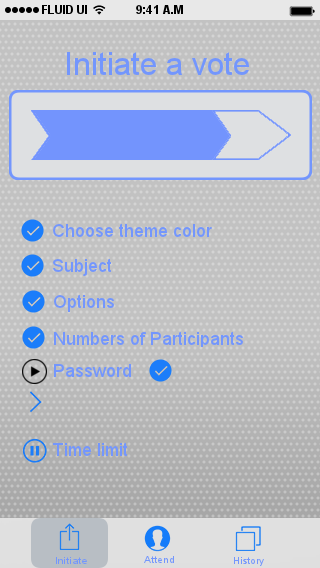 FLUID UI 9:41 A.M
Initiate a vote
Choose theme color
Subject
Options
Numbers of Participants
Password
Time limit
Initiate Attend History